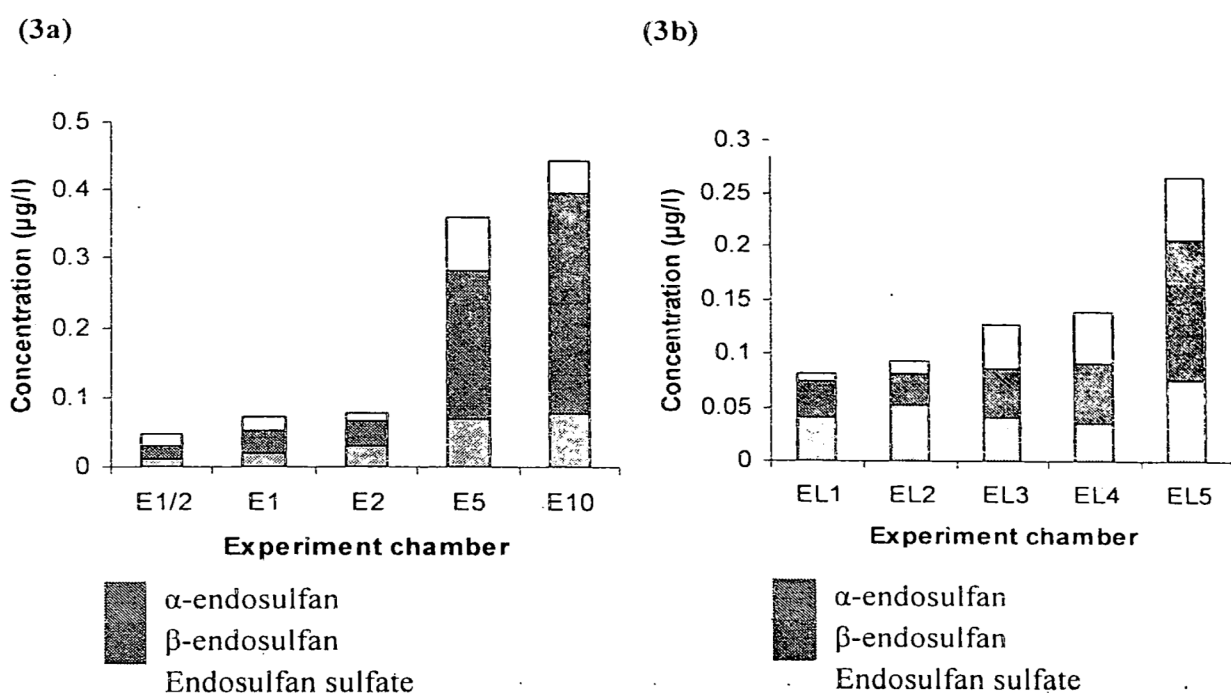 (3a)
0.5
0.4
0.3
0.2
0.1
0
Concentration (µg/l)
E1/2 E1 E2 E5 E10
Experiment chamber
α-endosulfan
β-endosulfan
Endosulfan sulfate
(3b)
0.3
0.25
0.2
0.15
0.1
0.05
0
Concentration (µg/l)
EL1 EL2 EL3 EL4 EL5
Experiment chamber
α-endosulfan
β-endosulfan
Endosulfan sulfate